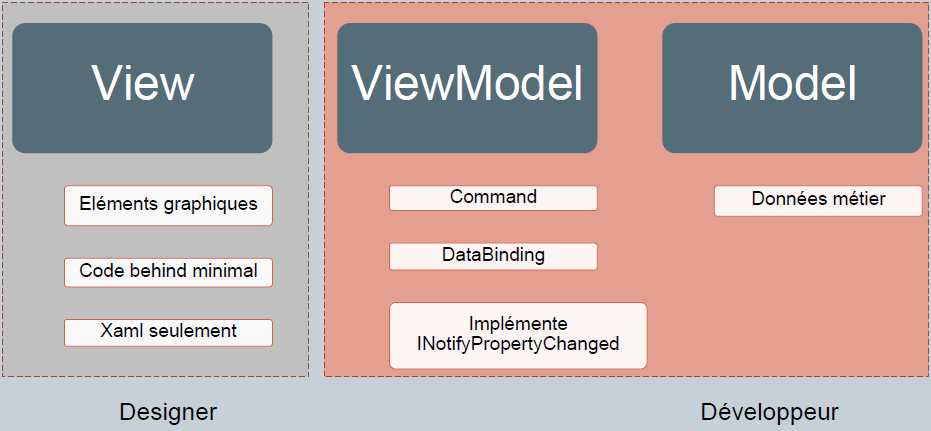 View
Eléments graphiques
Code behind minimal
Xaml seulement
Designer
ViewModel
Command
DataBinding
Implémente
INotifyPropertyChanged
Model
Données métier
Développeur